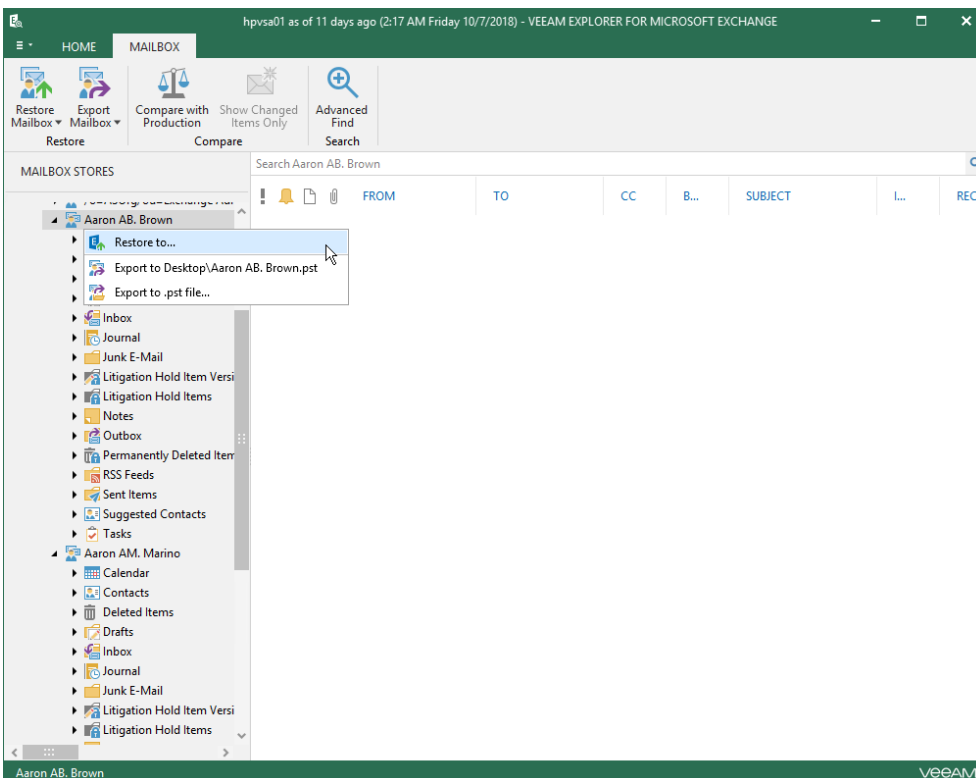 hpvsa01 as of 11 days ago (2:17 AM Friday 10/7/2018) - VEEAM EXPLORER FOR MICROSOFT EXCHANGE
HOME MAILBOX
Restore Mailbox Export Mailbox Compare with Production Show Changed Items Only Advanced Find
Restore Compare Search
MAILBOX STORES
Search Aaron AB. Brown
FROM TO CC B... SUBJECT I... REC
Aaron AB. Brown
Restore to...
Export to Desktop\Aaron AB. Brown.pst
Export to .pst file...
Inbox
Journal
Junk E-Mail
Litigation Hold Item Versi
Litigation Hold Items
Notes
Outbox
Permanently Deleted Item
RSS Feeds
Sent Items
Suggested Contacts
Tasks
Aaron AM. Marino
Calendar
Contacts
Deleted Items
Drafts
Inbox
Journal
Junk E-Mail
Litigation Hold Item Versi
Litigation Hold Items
Aaron AB. Brown
veeAM